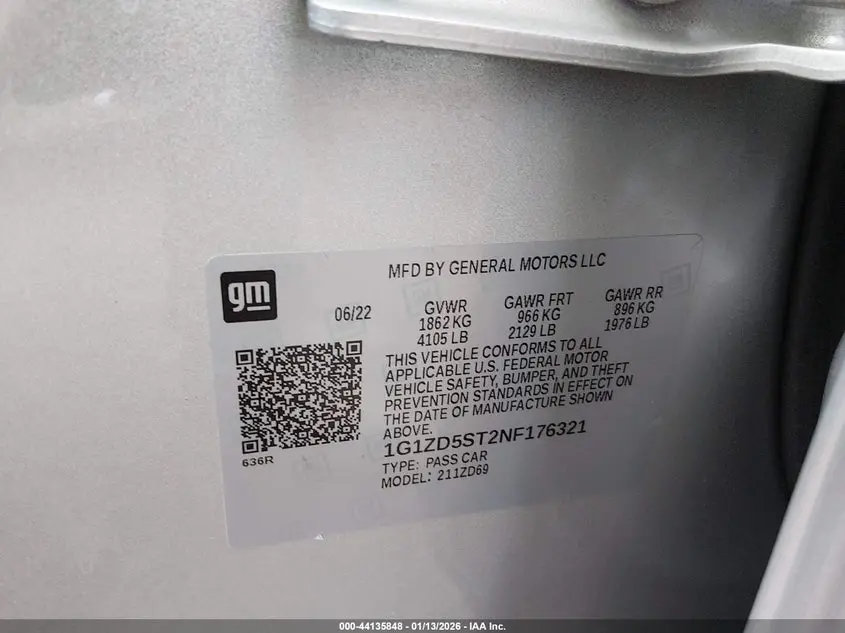 MFD BY GENERAL MOTORS LLC
gm
06/22
GVWR GAWR FRT GAWR RR
1862 KG 966 KG 896 KG
4105 LB 2129 LB 1976 LB
THIS VEHICLE CONFORMS TO ALL
APPLICABLE U.S. FEDERAL MOTOR
VEHICLE SAFETY, BUMPER, AND THEFT
PREVENTION STANDARDS IN EFFECT ON
THE DATE OF MANUFACTURE SHOWN
ABOVE.
1G1ZD5ST2NF176321
636R
TYPE: PASS CAR
MODEL: 211ZD69
000-44135848 - 01/13/2026 - IAA Inc.